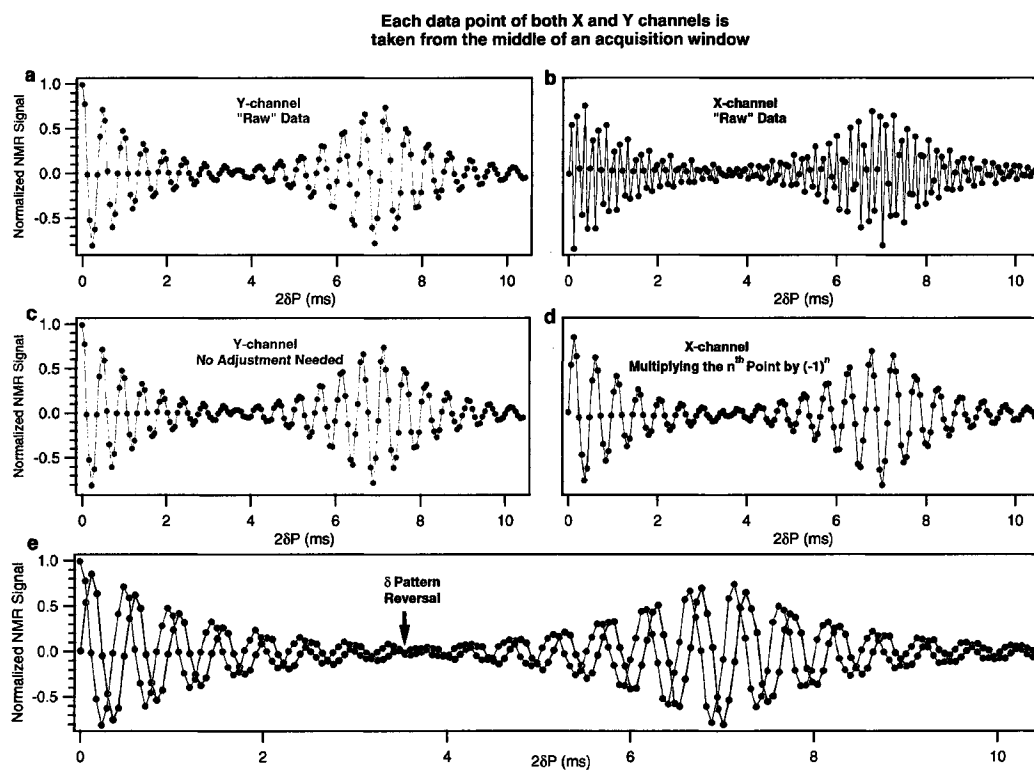 Each data point of both X and Y channels is
taken from the middle of an acquisition window
a
Y-channel
"Raw" Data
Normalized NMR Signal
1.0
0.5
0.0
-0.5
0 2 4 6 8 10
2δP (ms)
b
X-channel
"Raw" Data
0 2 4 6 8 10
2δP (ms)
c
Y-channel
No Adjustment Needed
Normalized NMR Signal
1.0
0.5
0.0
-0.5
0 2 4 6 8 10
2δP (ms)
d
X-channel
Multiplying the nth Point by (-1)n
0 2 4 6 8 10
2δP (ms)
e
δ Pattern
Reversal
Normalized NMR Signal
1.0
0.5
0.0
-0.5
0 2 4 6 8 10
2δP (ms)